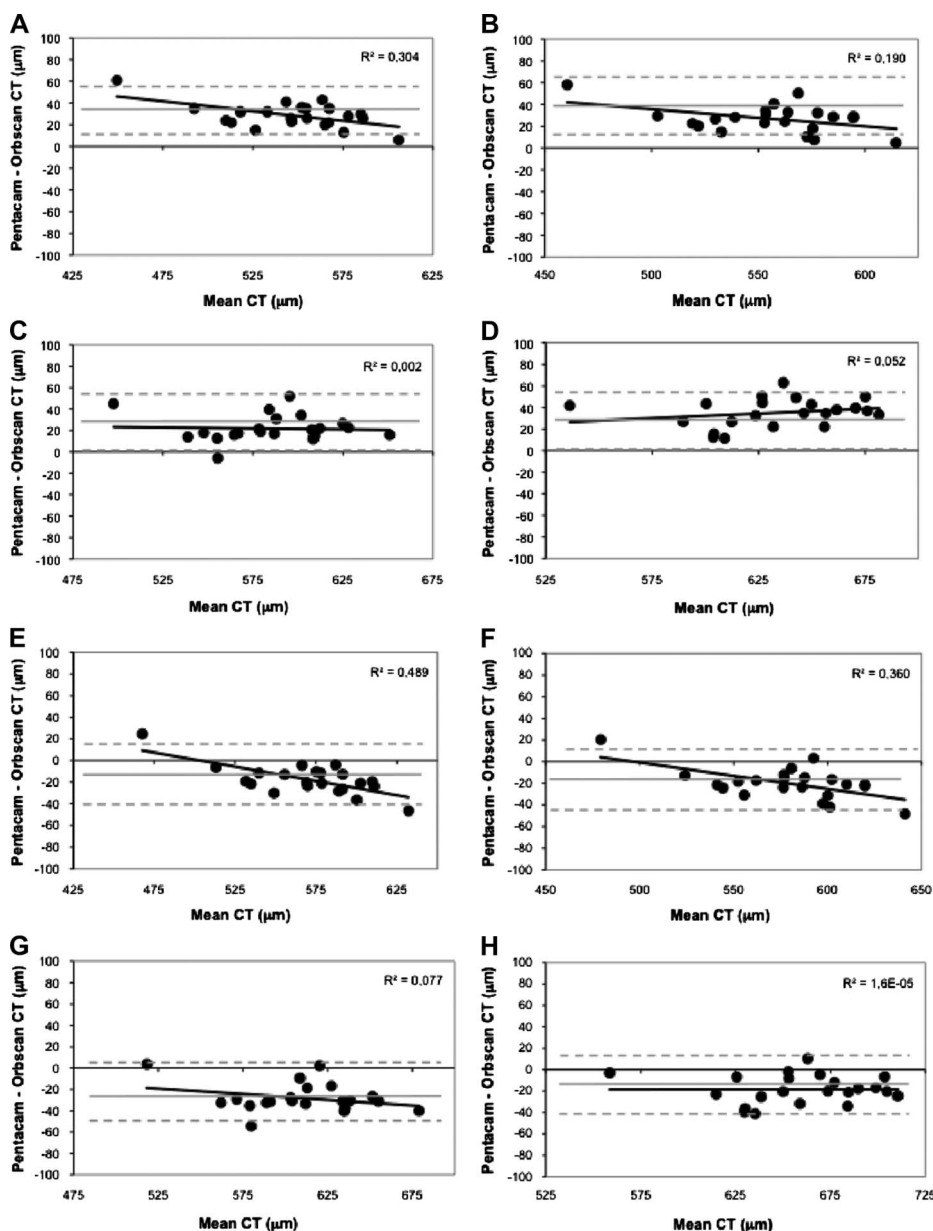 A
Pentacam - Orbscan CT (µm)
100
80
60
40
20
0
-20
-40
-60
-80
-100
R² = 0,304
425 475 525 575 625
Mean CT (µm)
B
Pentacam - Orbscan CT (µm)
100
80
60
40
20
0
-20
-40
-60
-80
-100
R² = 0,190
450 500 550 600
Mean CT (µm)
C
Pentacam - Orbscan CT (µm)
100
80
60
40
20
0
-20
-40
-60
-80
-100
R² = 0,002
475 525 575 625 675
Mean CT (µm)
D
Pentacam - Orbscan CT (µm)
100
80
60
40
20
0
-20
-40
-60
-80
-100
R² = 0,052
525 575 625 675
Mean CT (µm)
E
Pentacam - Orbscan CT (µm)
100
80
60
40
20
0
-20
-40
-60
-80
-100
R² = 0,489
425 475 525 575 625
Mean CT (µm)
F
Pentacam - Orbscan CT (µm)
100
80
60
40
20
0
-20
-40
-60
-80
-100
R² = 0,360
450 500 550 600 650
Mean CT (µm)
G
Pentacam - Orbscan CT (µm)
100
80
60
40
20
0
-20
-40
-60
-80
-100
R² = 0,077
475 525 575 625 675
Mean CT (µm)
H
Pentacam - Orbscan CT (µm)
100
80
60
40
20
0
-20
-40
-60
-80
-100
R² = 1,6E-05
525 575 625 675 725
Mean CT (µm)